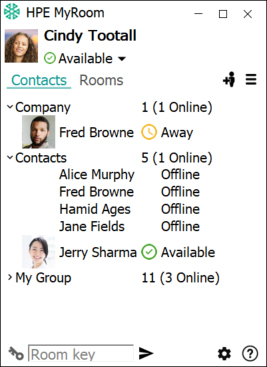 HPE MyRoom
Cindy Tootall
Available
Contacts Rooms
Company 1 (1 Online)
Fred Browne Away
Contacts 5 (1 Online)
Alice Murphy Offline
Fred Browne Offline
Hamid Ages Offline
Jane Fields Offline
Jerry Sharma Available
My Group 11 (3 Online)
Room key